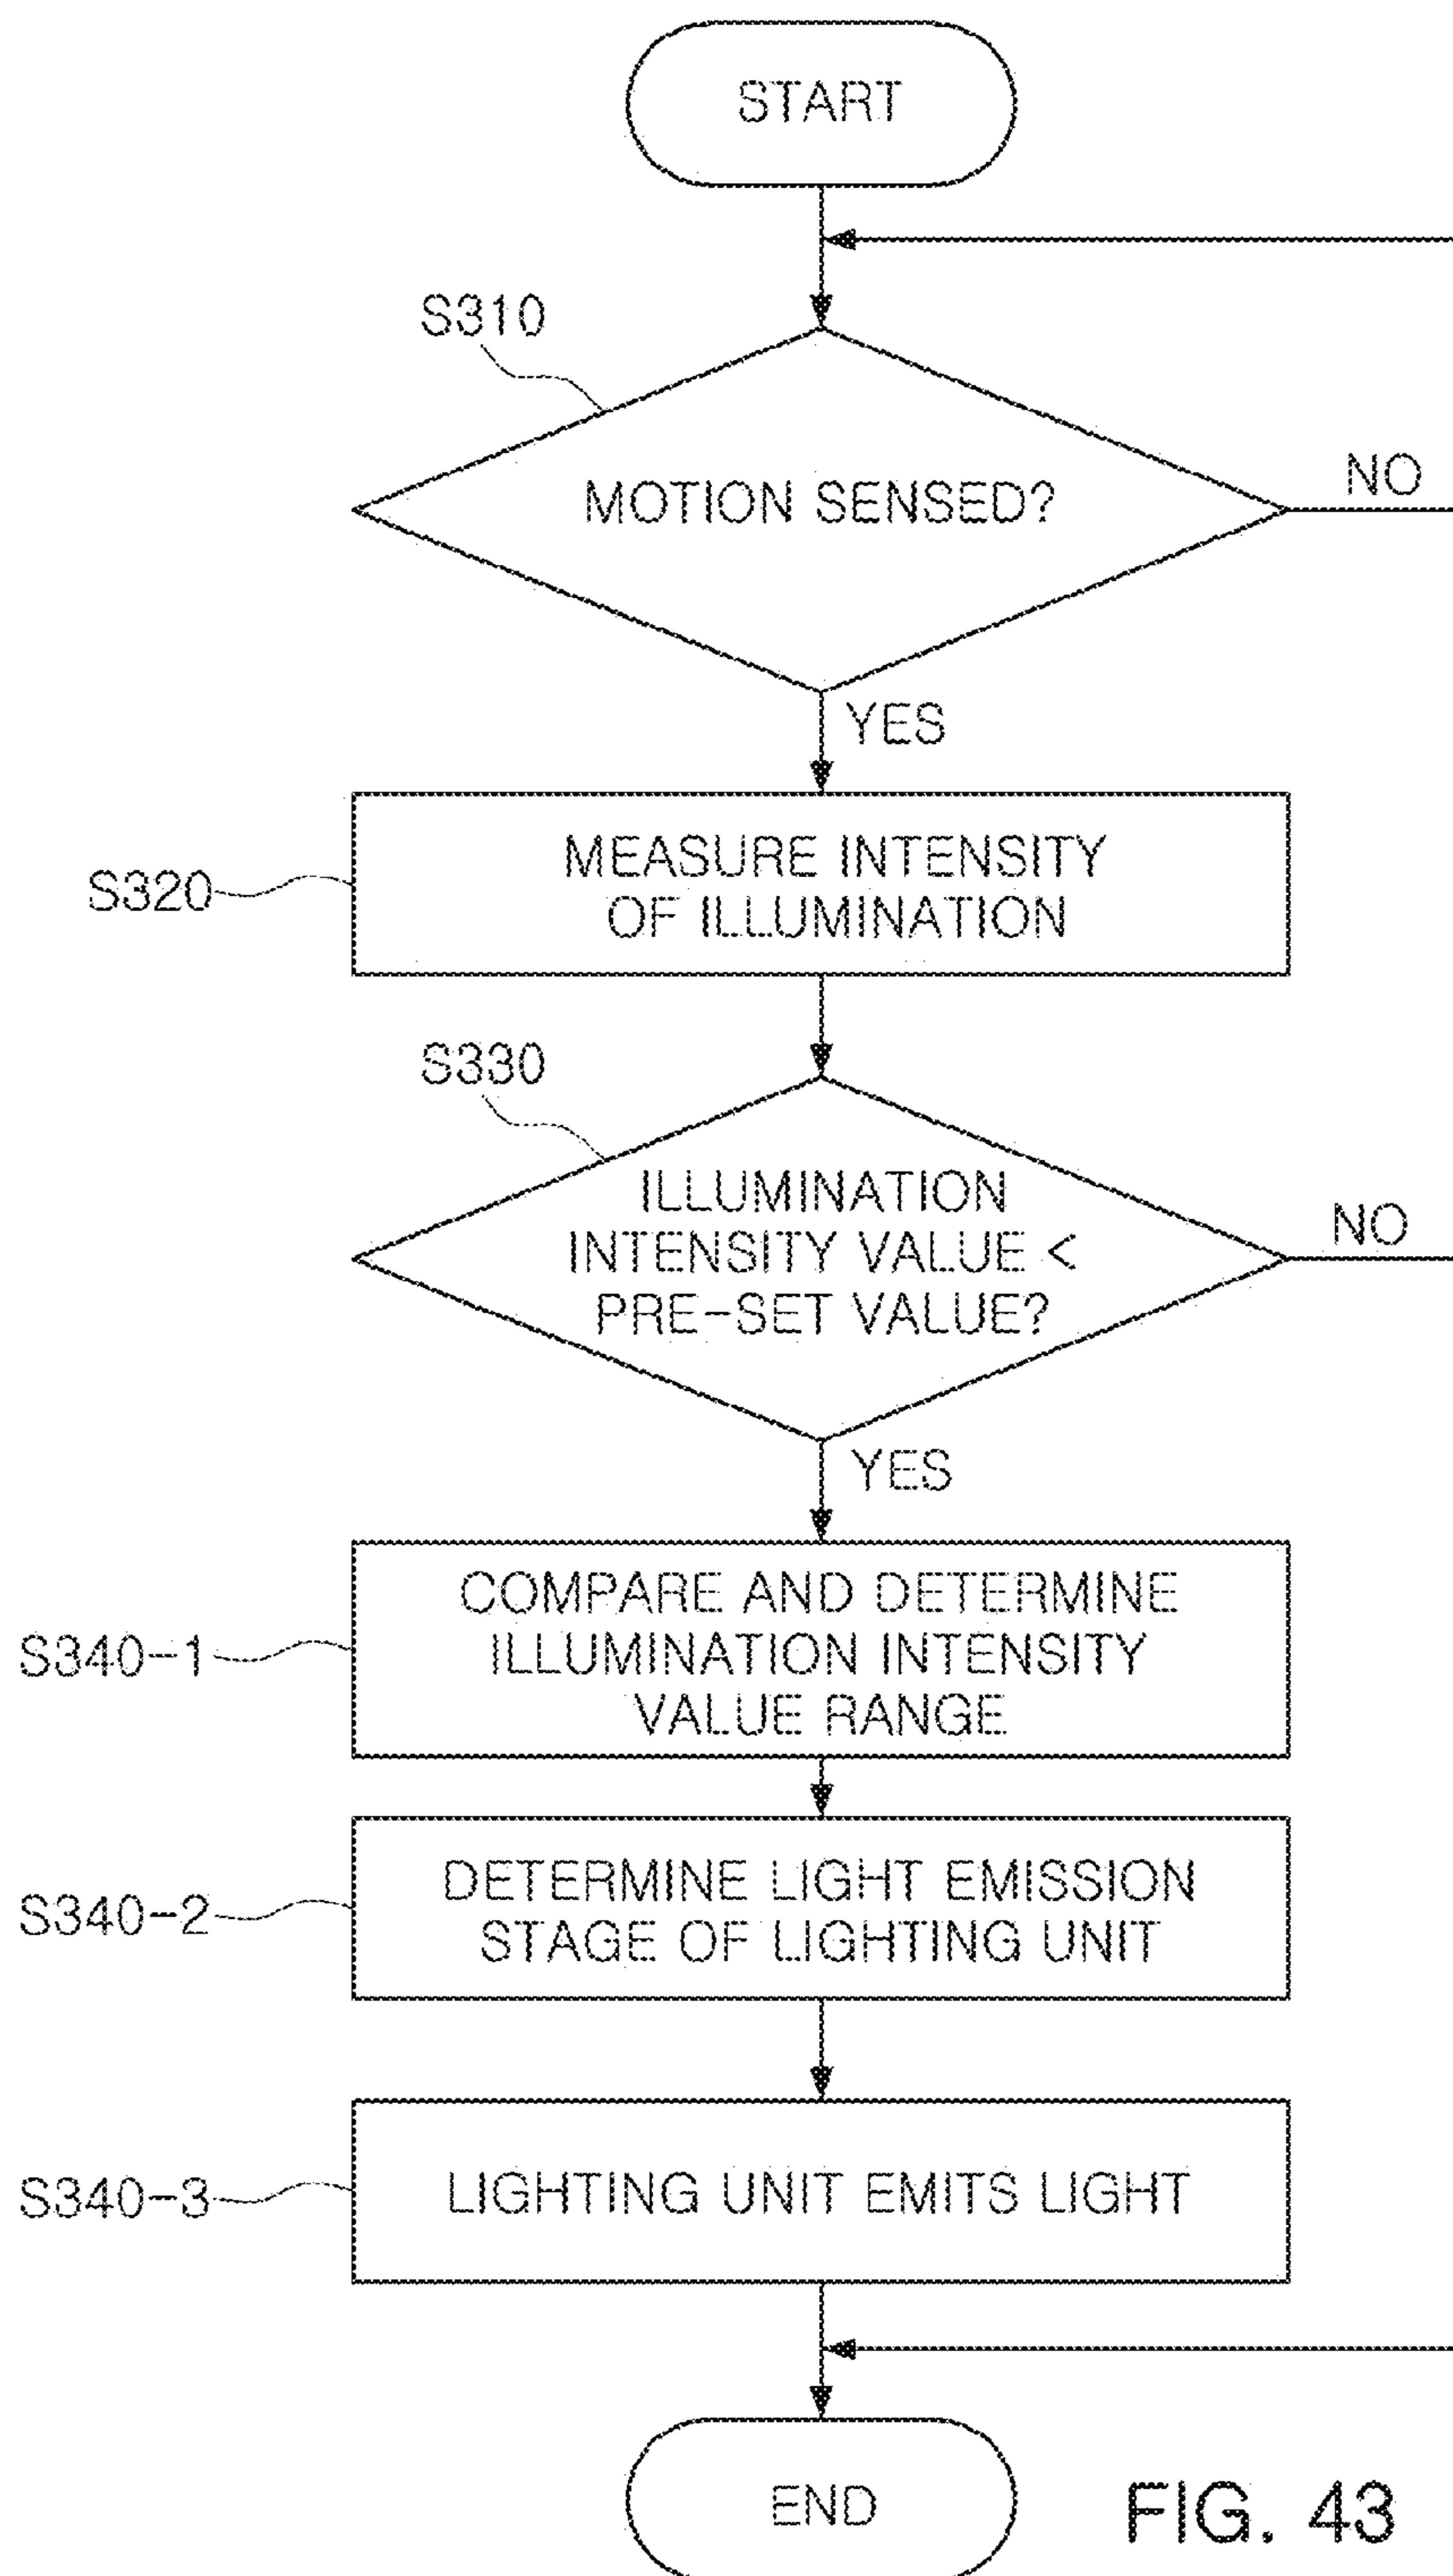 START
S310
MOTION SENSED?
NO
YES
S320
MEASURE INTENSITY
OF ILLUMINATION
S330
ILLUMINATION
INTENSITY VALUE <
PRE-SET VALUE?
NO
YES
S340-1
COMPARE AND DETERMINE
ILLUMINATION INTENSITY
VALUE RANGE
S340-2
DETERMINE LIGHT EMISSION
STAGE OF LIGHTING UNIT
S340-3
LIGHTING UNIT EMITS LIGHT
END
FIG. 43